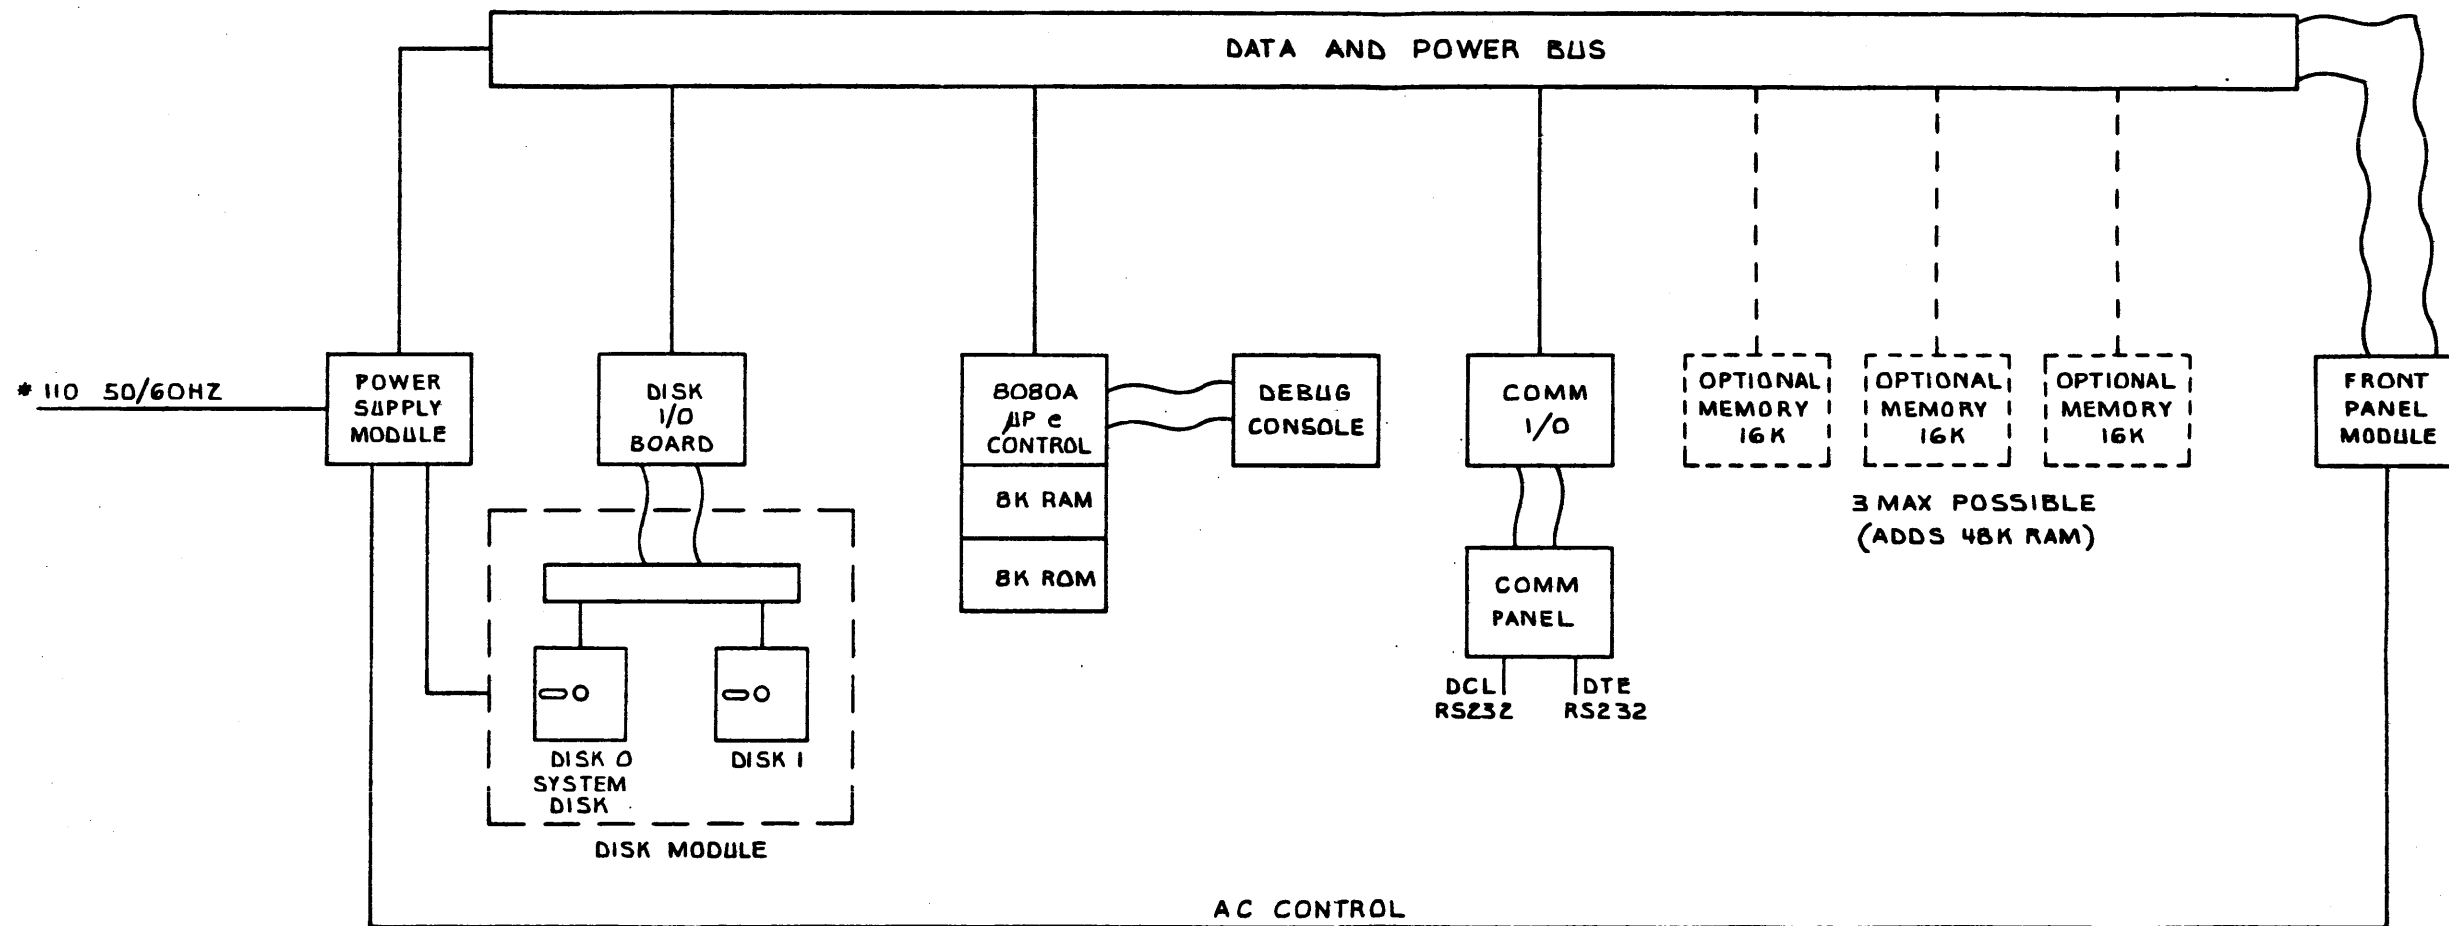 DATA AND POWER BUS
* 110 50/60HZ
POWER
SUPPLY
MODULE
DISK
I/O
BOARD
8080A
μP e
CONTROL
8K RAM
8K ROM
DEBUG
CONSOLE
COMM
I/O
COMM
PANEL
DCL
RS232
DTE
RS232
OPTIONAL
MEMORY
16K
OPTIONAL
MEMORY
16K
OPTIONAL
MEMORY
16K
3 MAX POSSIBLE
(ADDS 48K RAM)
FRONT
PANEL
MODULE
DISK 0
SYSTEM
DISK
DISK 1
DISK MODULE
AC CONTROL